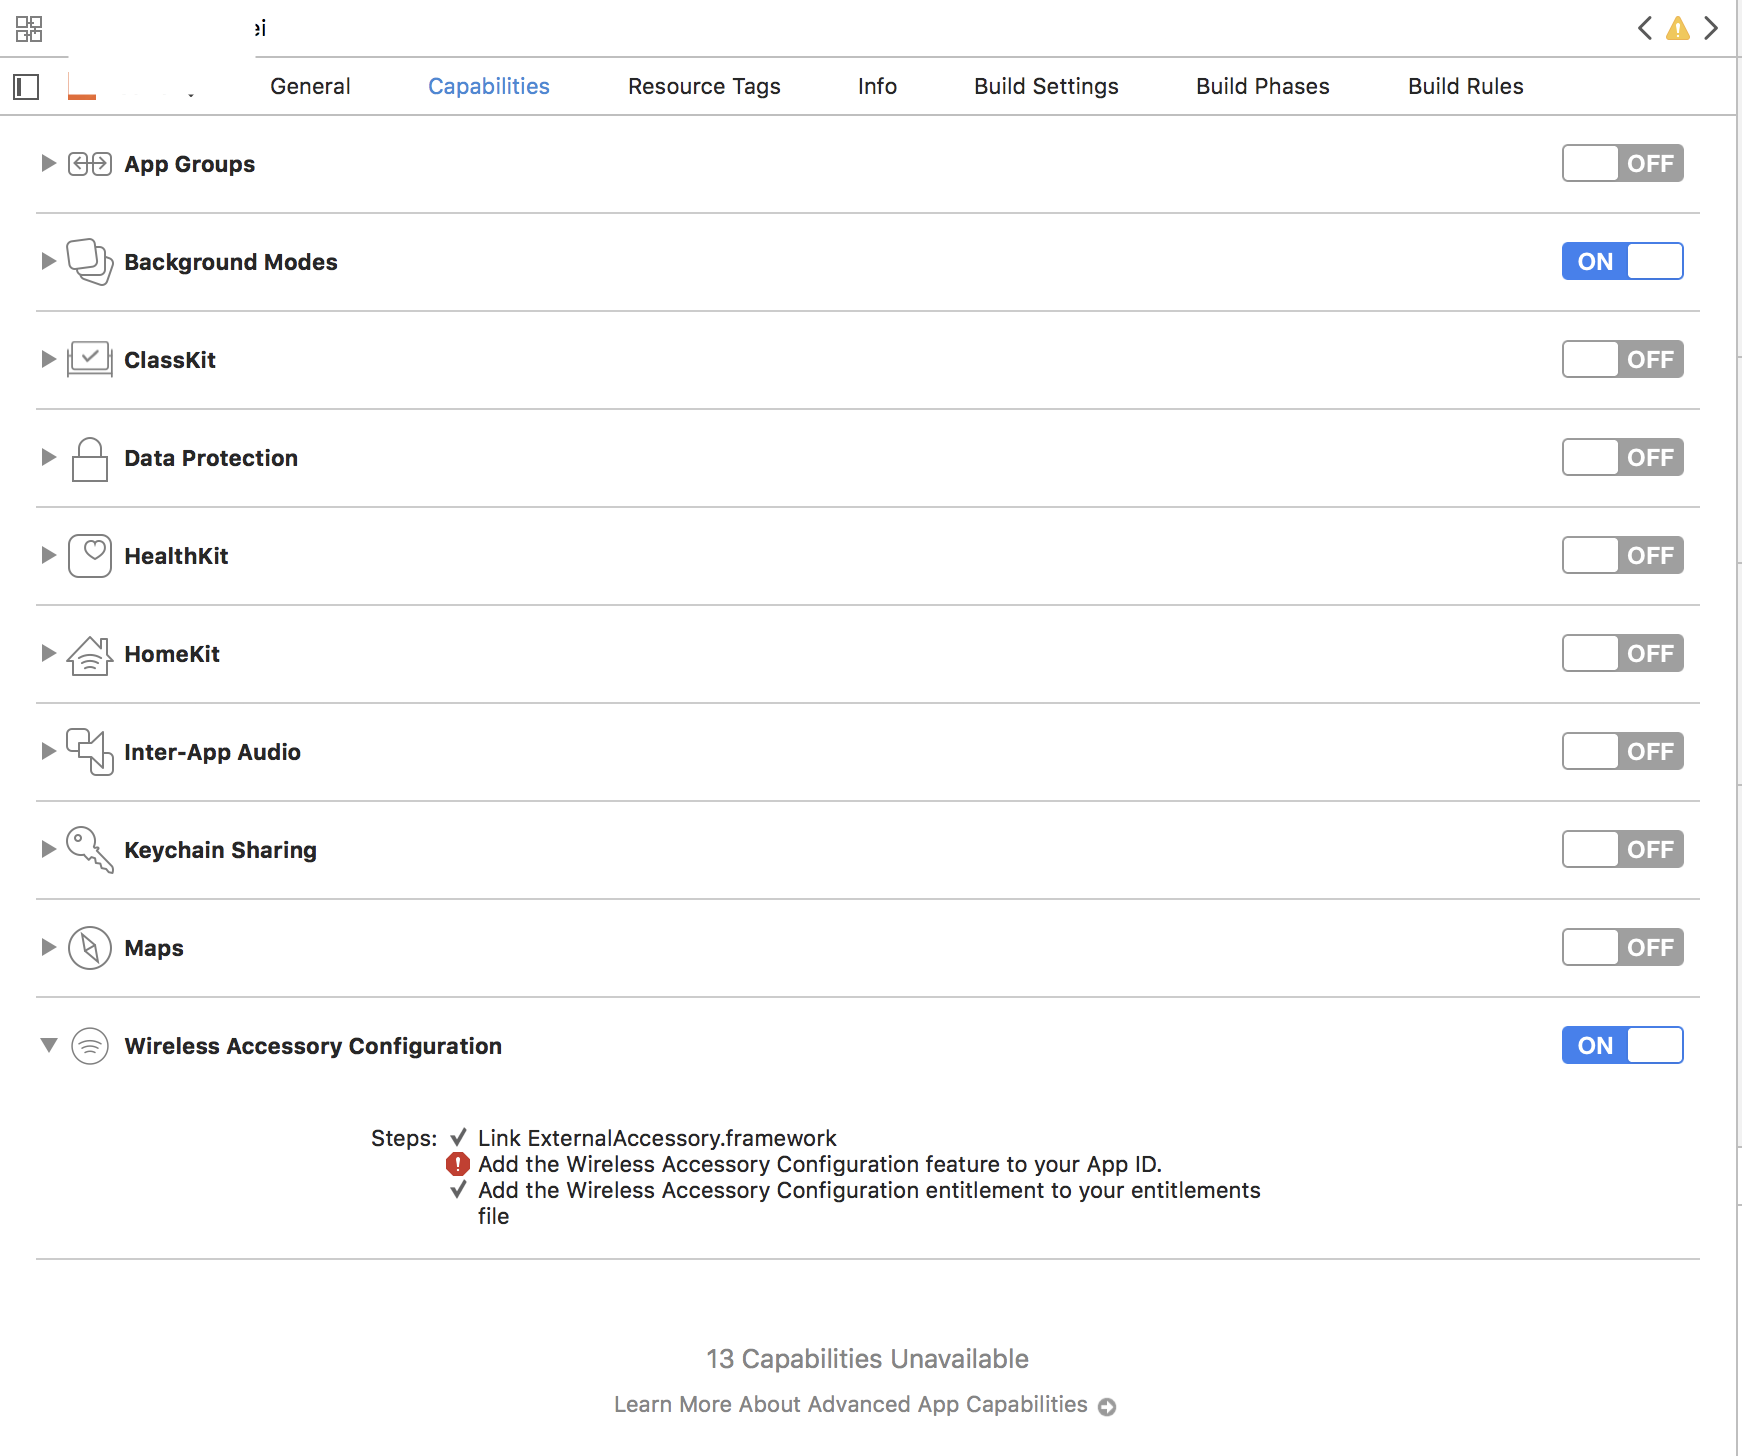 General Capabilities Resource Tags Info Build Settings Build Phases Build Rules
App Groups OFF
Background Modes ON
ClassKit OFF
Data Protection OFF
HealthKit OFF
HomeKit OFF
Inter-App Audio OFF
Keychain Sharing OFF
Maps OFF
Wireless Accessory Configuration ON
Steps: ✓ Link ExternalAccessory.framework
Add the Wireless Accessory Configuration feature to your App ID.
✓ Add the Wireless Accessory Configuration entitlement to your entitlements
file
13 Capabilities Unavailable
Learn More About Advanced App Capabilities